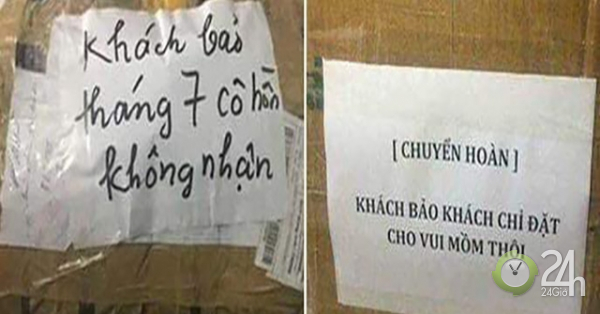 Khách bảo
tháng 7 cô hồn
không nhận
[ CHUYỂN HOÀN ]
KHÁCH BẢO KHÁCH CHỈ ĐẶT
CHO VUI MỒM THÔI
24h
24Giờ